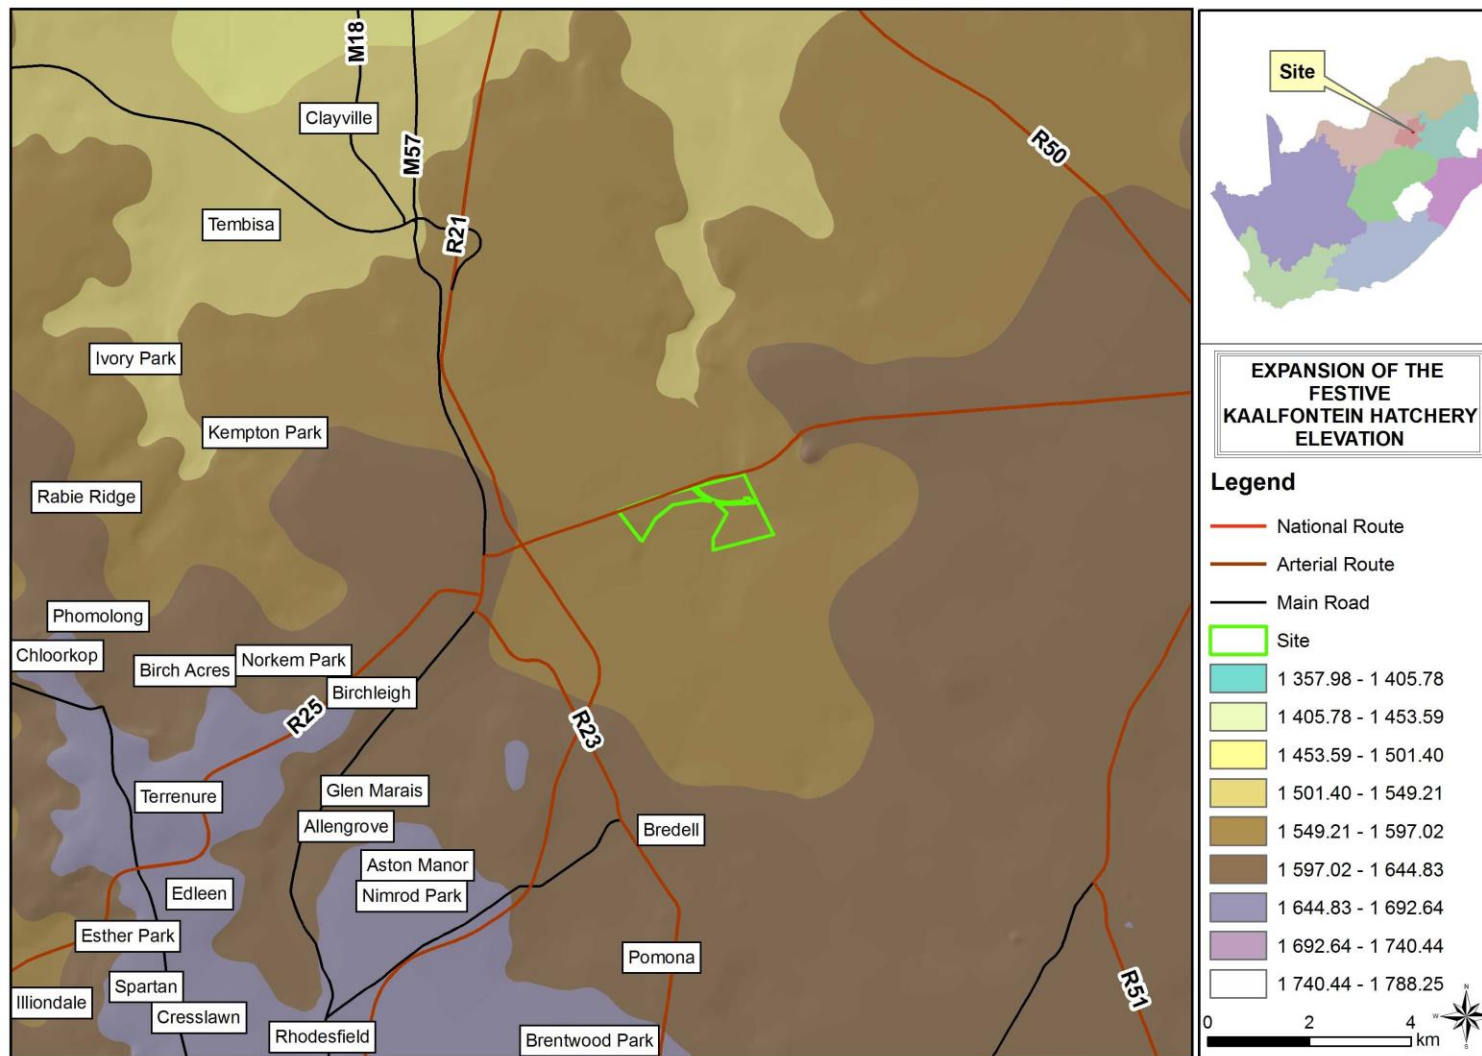 M18
Clayville
M57
R50
Tembisa
R21
Ivory Park
Kempton Park
Rabie Ridge
Phomolong
Chloorkop
Birch Acres
Norkem Park
Birchleigh
R25
R23
Terrenure
Glen Marais
Allengrove
Bredell
Aston Manor
Edleen
Nimrod Park
Esther Park
Pomona
Spartan
Illiondale
Cresslawn
R51
Rhodesfield
Brentwood Park
Site
EXPANSION OF THE
FESTIVE
KAALFONTEIN HATCHERY
ELEVATION
Legend
National Route
Arterial Route
Main Road
Site
1 357.98 - 1 405.78
1 405.78 - 1 453.59
1 453.59 - 1 501.40
1 501.40 - 1 549.21
1 549.21 - 1 597.02
1 597.02 - 1 644.83
1 644.83 - 1 692.64
1 692.64 - 1 740.44
1 740.44 - 1 788.25
N
W E
S
0 2 4
km